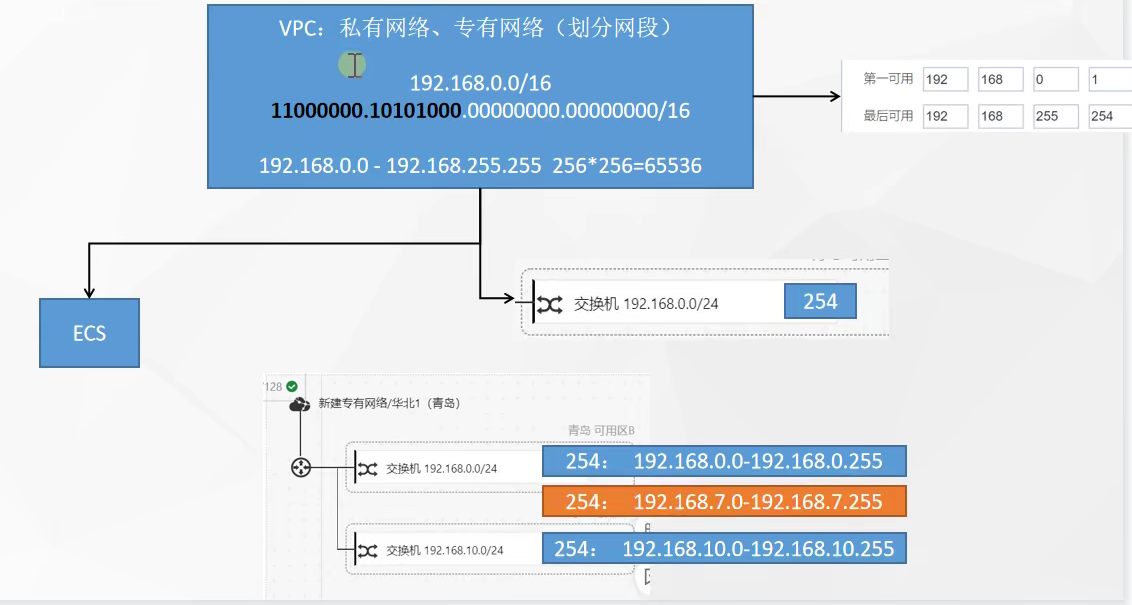 VPC：私有网络、专有网络（划分网段）
192.168.0.0/16
11000000.10101000.00000000.00000000/16
192.168.0.0 - 192.168.255.255 256*256=65536
第一可用 192 168 0 1
最后可用 192 168 255 254
ECS
交换机 192.168.0.0/24 254
/128
新建专有网络/华北1（青岛）
青岛 可用区B
交换机 192.168.0.0/24 254： 192.168.0.0-192.168.0.255
254： 192.168.7.0-192.168.7.255
交换机 192.168.10.0/24 254： 192.168.10.0-192.168.10.255